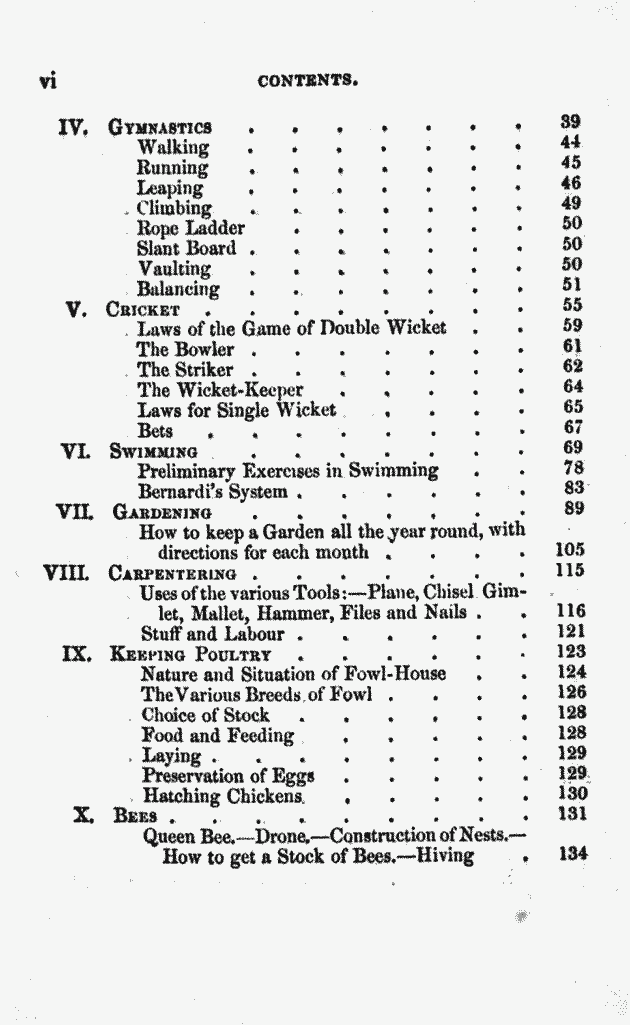 vi CONTENTS.
IV. GYMNASTICS . . . . . . . 39
Walking . . . . . . . 44
Running . . . . . . . 45
Leaping . . . . . . . 46
Climbing . . . . . . . 49
Rope Ladder . . . . . . 50
Slant Board . . . . . . . 50
Vaulting . . . . . . . 50
Balancing . . . . . . . 51
V. CRICKET . . . . . . . . 55
Laws of the Game of Double Wicket . . 59
The Bowler . . . . . . . 61
The Striker . . . . . . . 62
The Wicket-Keeper . . . . . 64
Laws for Single Wicket . . . . 65
Bets . . . . . . . . 67
VI. SWIMMING . . . . . . . 69
Preliminary Exercises in Swimming . . 78
Bernardi's System . . . . . . 83
VII. GARDENING . . . . . . . 89
How to keep a Garden all the year round, with
directions for each month . . . . 105
VIII. CARPENTERING . . . . . . . 115
Uses of the various Tools:—Plane, Chisel Gim-
let, Mallet, Hammer, Files and Nails . . 116
Stuff and Labour . . . . . . 121
IX. KEEPING POULTRY . . . . . . 123
Nature and Situation of Fowl-House . . 124
The Various Breeds of Fowl . . . . 126
Choice of Stock . . . . . . 128
Food and Feeding . . . . . 128
Laying . . . . . . . . 129
Preservation of Eggs . . . . . 129
Hatching Chickens . . . . . 130
X. BEES . . . . . . . . . 131
Queen Bee.—Drone.—Construction of Nests.—
How to get a Stock of Bees.—Hiving . 134